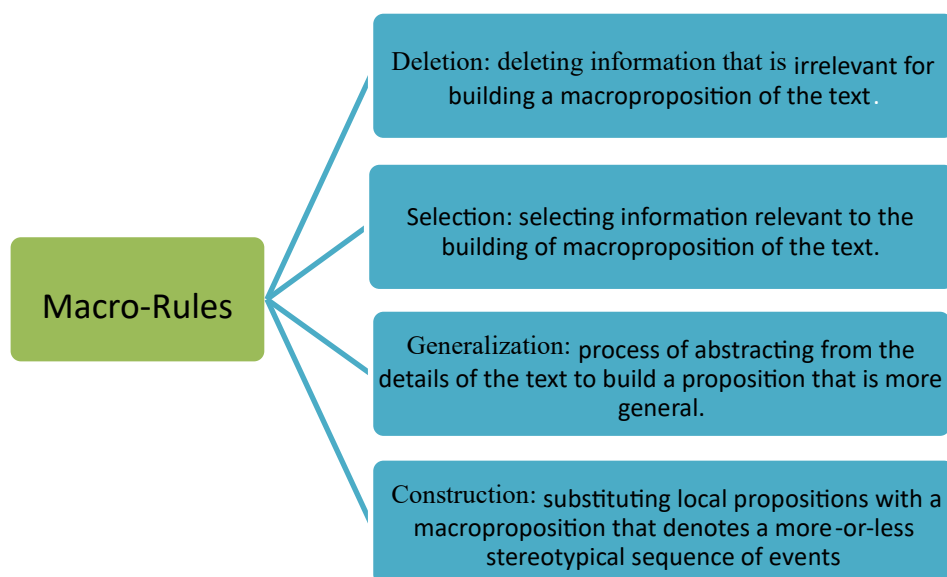 Macro-Rules
Deletion: deleting information that is irrelevant for
building a macroproposition of the text.
Selection: selecting information relevant to the
building of macroproposition of the text.
Generalization: process of abstracting from the
details of the text to build a proposition that is more
general.
Construction: substituting local propositions with a
macroproposition that denotes a more-or-less
stereotypical sequence of events